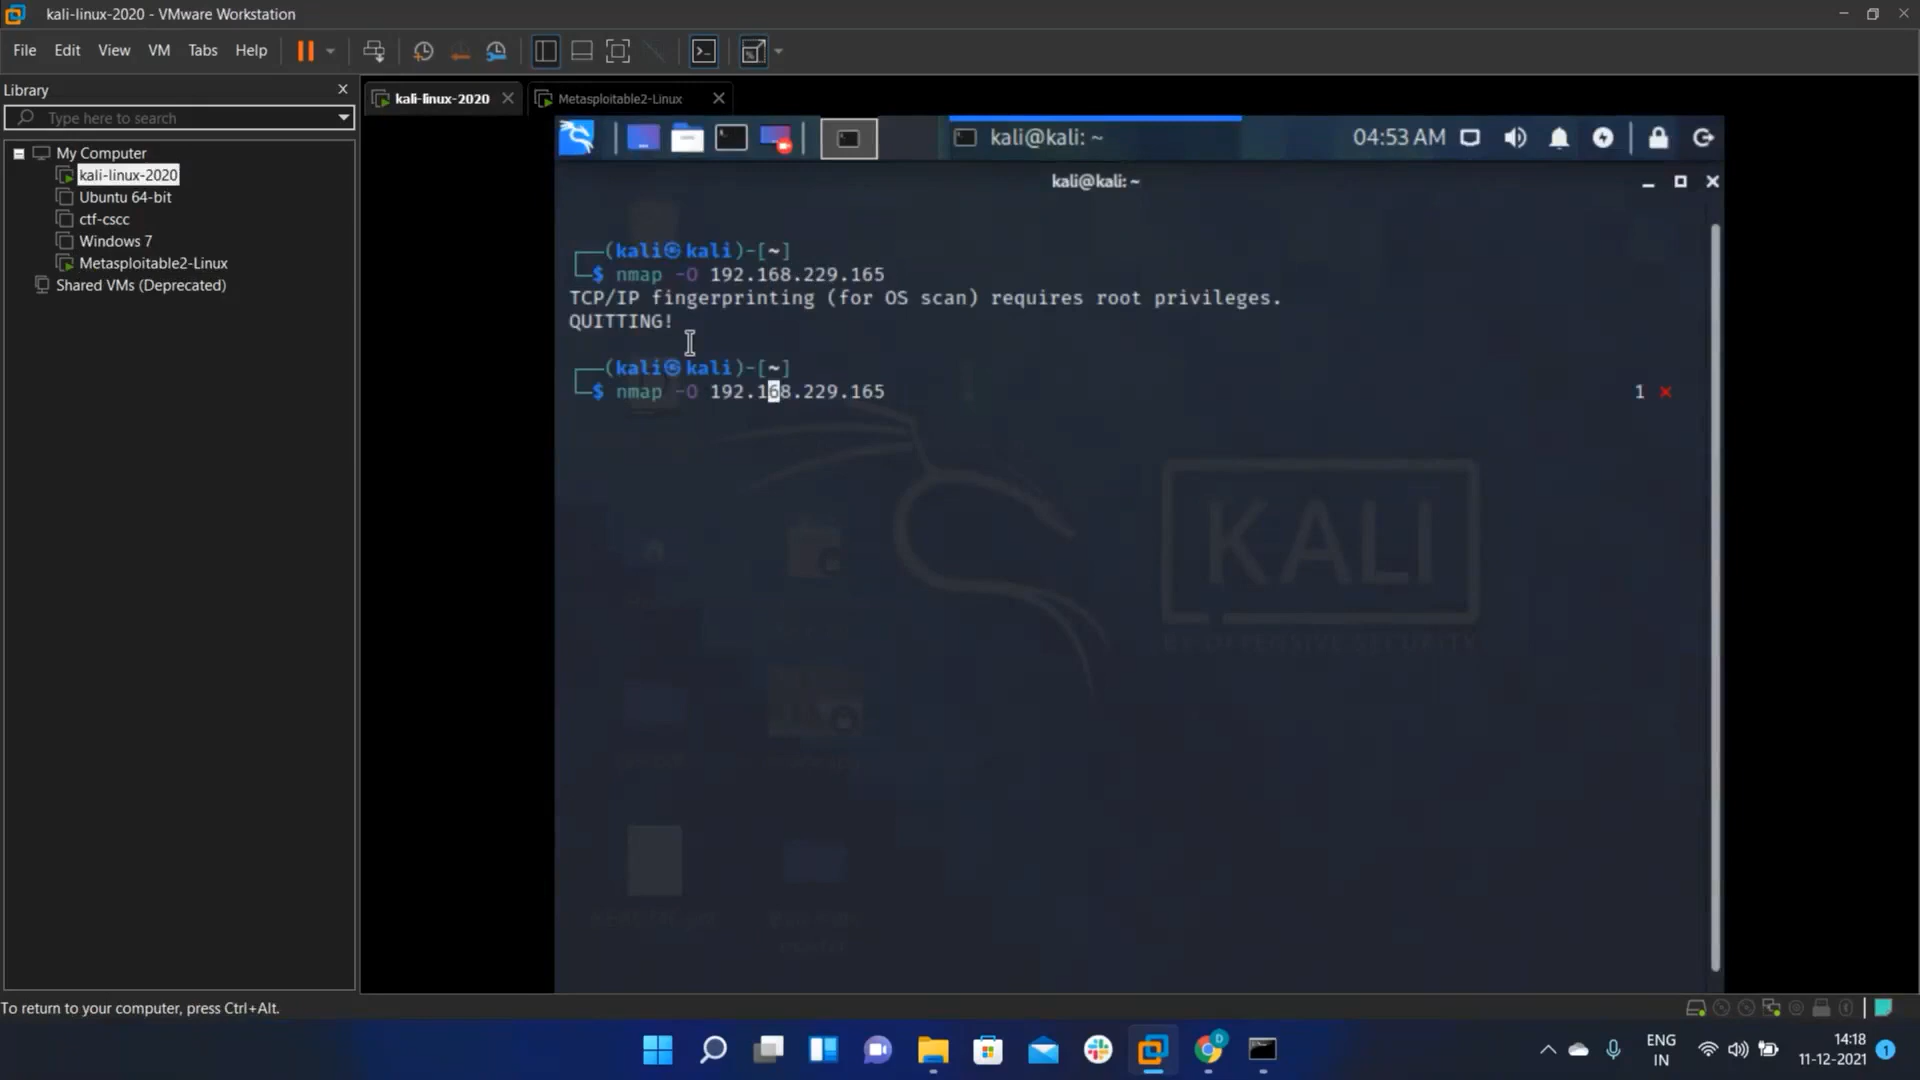 kali-linux-2020 - VMware Workstation
File Edit View VM Tabs Help
Library
Type here to search
My Computer
kali-linux-2020
Ubuntu 64-bit
ctf-cscc
Windows 7
Metasploitable2-Linux
Shared VMs (Deprecated)
kali-linux-2020
Metasploitable2-Linux
kali@kali: ~
04:53 AM
kali@kali: ~
(kali㉿kali)-[~]
$ nmap -O 192.168.229.165
TCP/IP fingerprinting (for OS scan) requires root privileges.
QUITTING!
(kali㉿kali)-[~]
$ nmap -O 192.168.229.165 1
KALI
BY OFFENSIVE SECURITY
To return to your computer, press Ctrl+Alt.
D
ENG
IN
14:18
11-12-2021
1